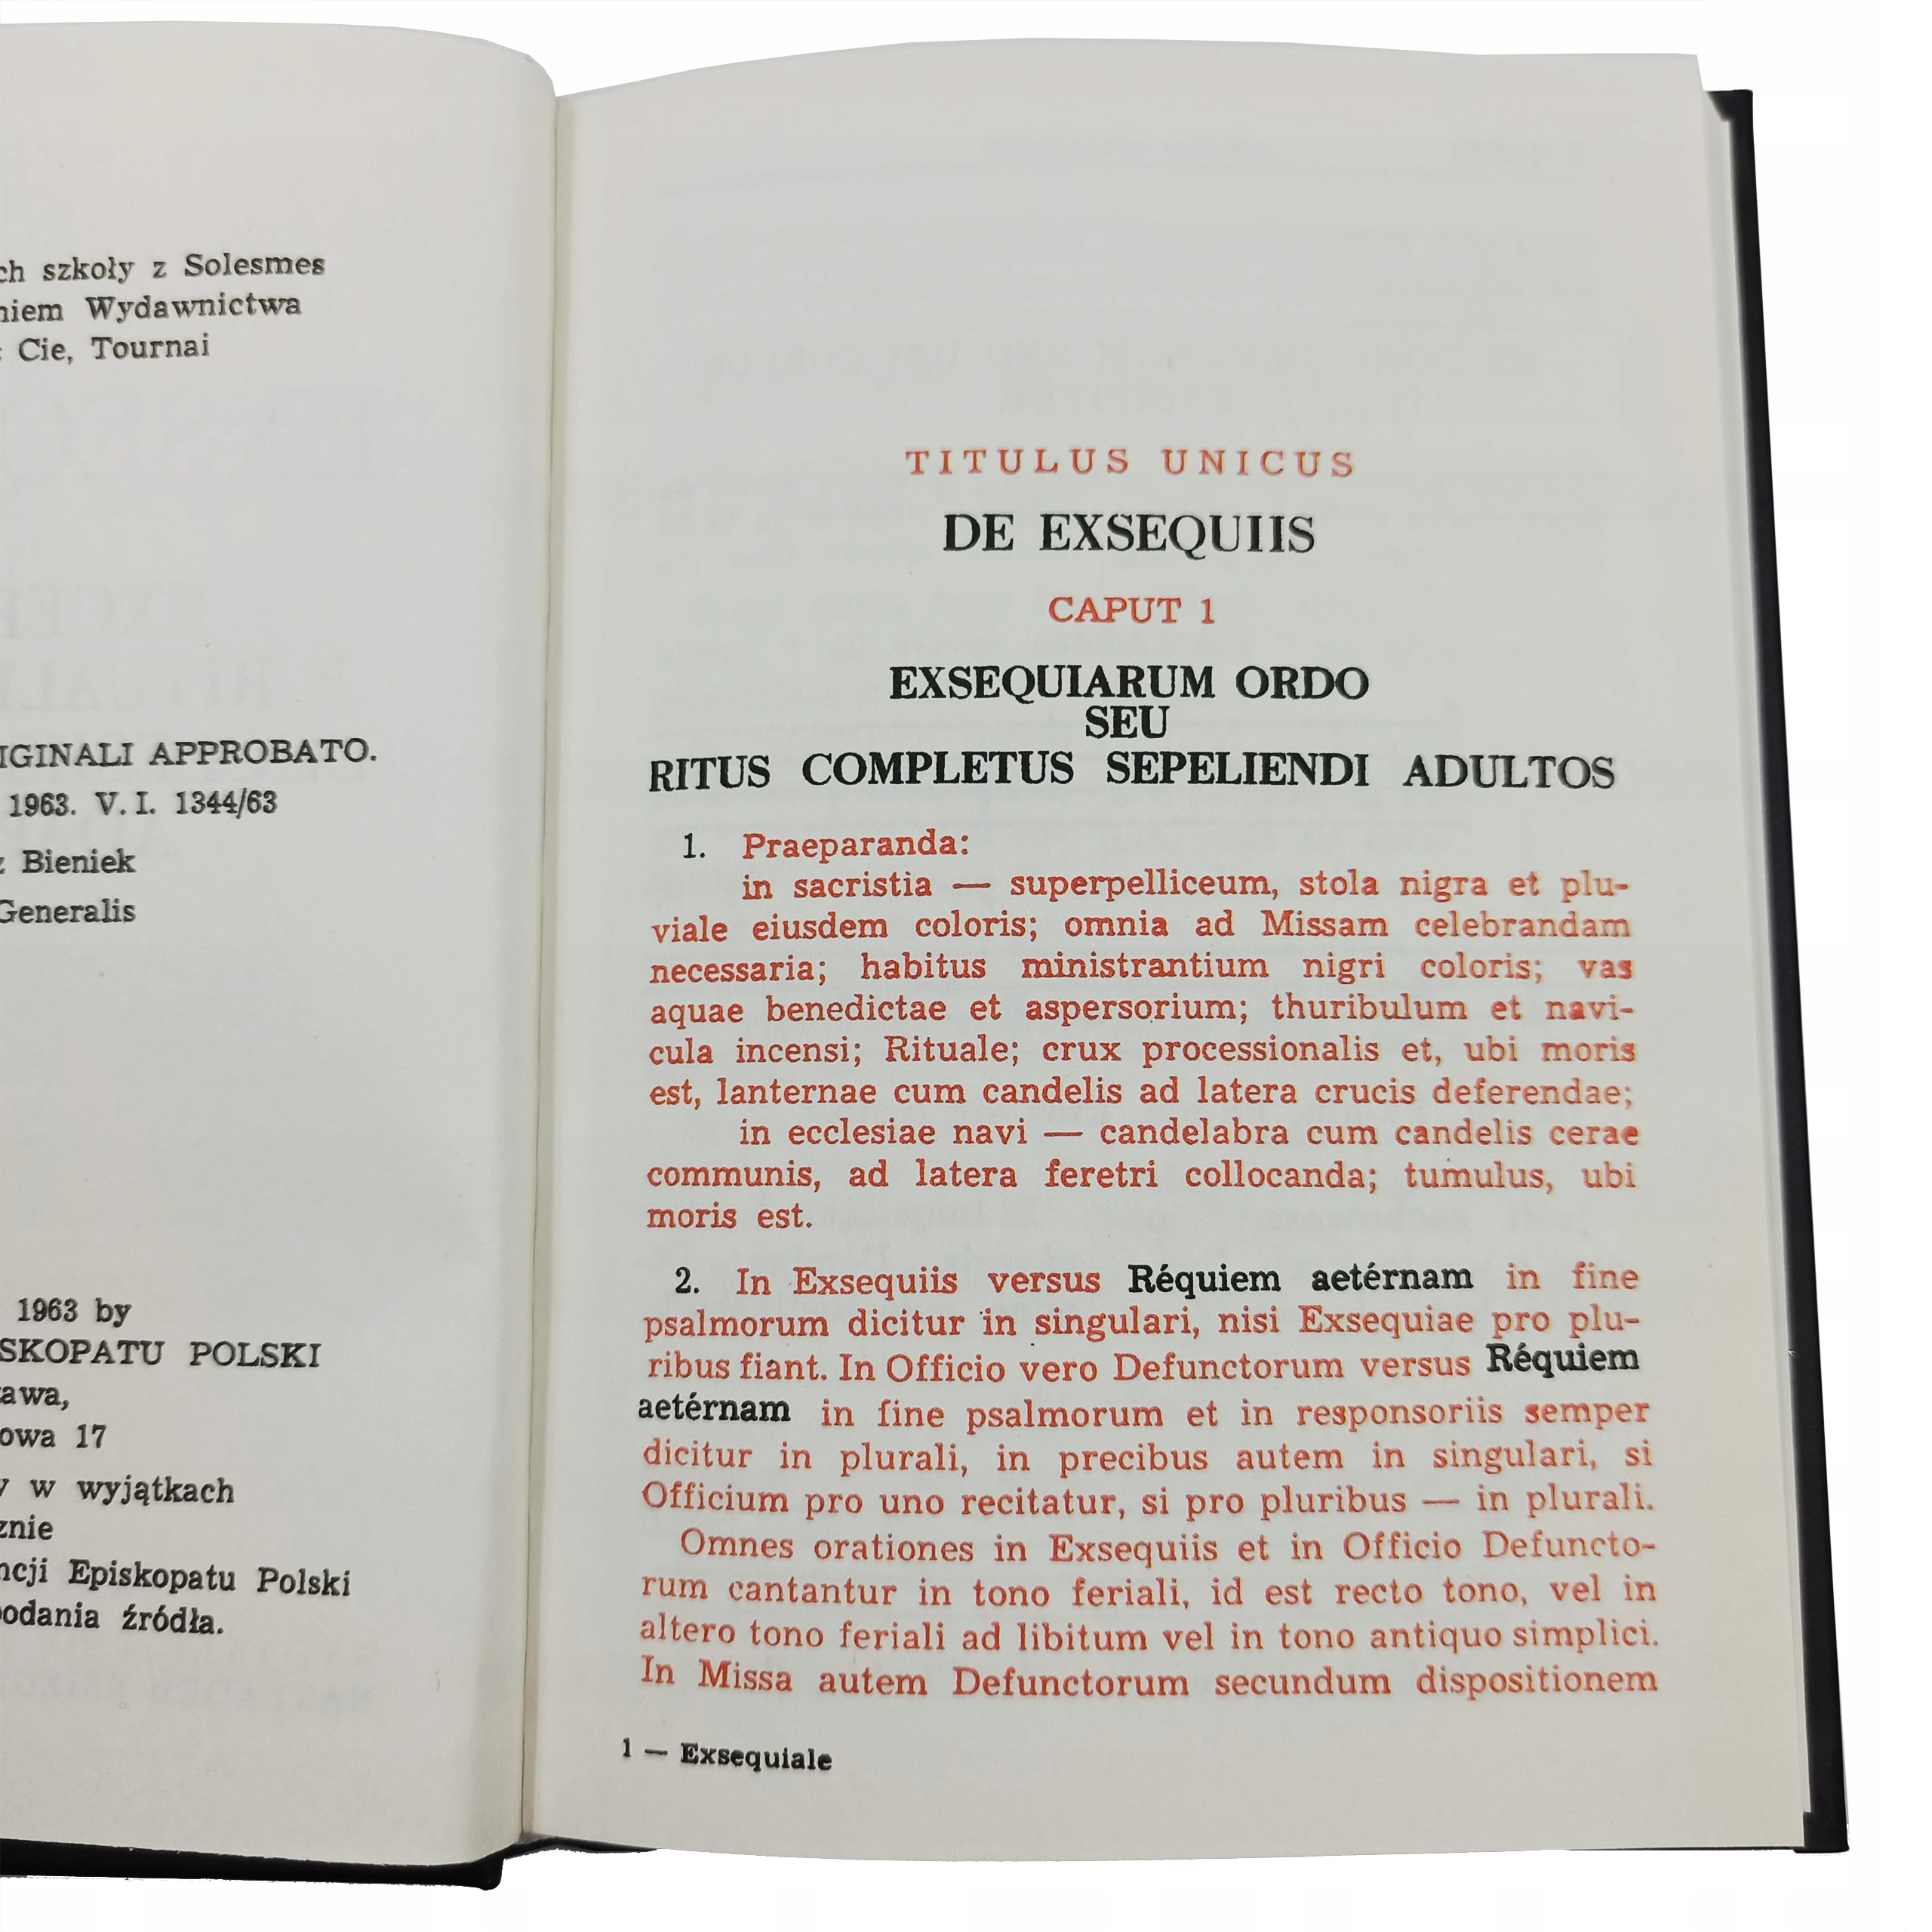 szkoły z Solesmes
Wydawnictwa
Cie, Tournai
APPROBATO.
1963. V. I. 1344/63
Bieniek
Generalis
1963 by
POLSKI
17
w wyjątkach
Episkopatu Polski
źródła.
TITULUS UNICUS
DE EXSEQUIIS
CAPUT 1
EXSEQUIARUM ORDO
SEU
RITUS COMPLETUS SEPELIENDI ADULTOS
1. Praeparanda:
in sacristia — superpelliceum, stola nigra et plu-
viale eiusdem coloris; omnia ad Missam celebrandam
necessaria; habitus ministrantium nigri coloris; vas
aquae benedictae et aspersorium; thuribulum et navi-
cula incensi; Rituale; crux processionalis et, ubi moris
est, lanternae cum candelis ad latera crucis deferendae;
in ecclesiae navi — candelabra cum candelis cerae
communis, ad latera feretri collocanda; tumulus, ubi
moris est.
2. In Exsequiis versus Réquiem aetérnam in fine
psalmorum dicitur in singulari, nisi Exsequiae pro plu-
ribus fiant. In Officio vero Defunctorum versus Réquiem
aetérnam in fine psalmorum et in responsoriis semper
dicitur in plurali, in precibus autem in singulari, si
Officium pro uno recitatur, si pro pluribus — in plurali.
Omnes orationes in Exsequiis et in Officio Defuncto-
rum cantantur in tono feriali, id est recto tono, vel in
altero tono feriali ad libitum vel in tono antiquo simplici.
In Missa autem Defunctorum secundum dispositionem
1 — Exsequiale